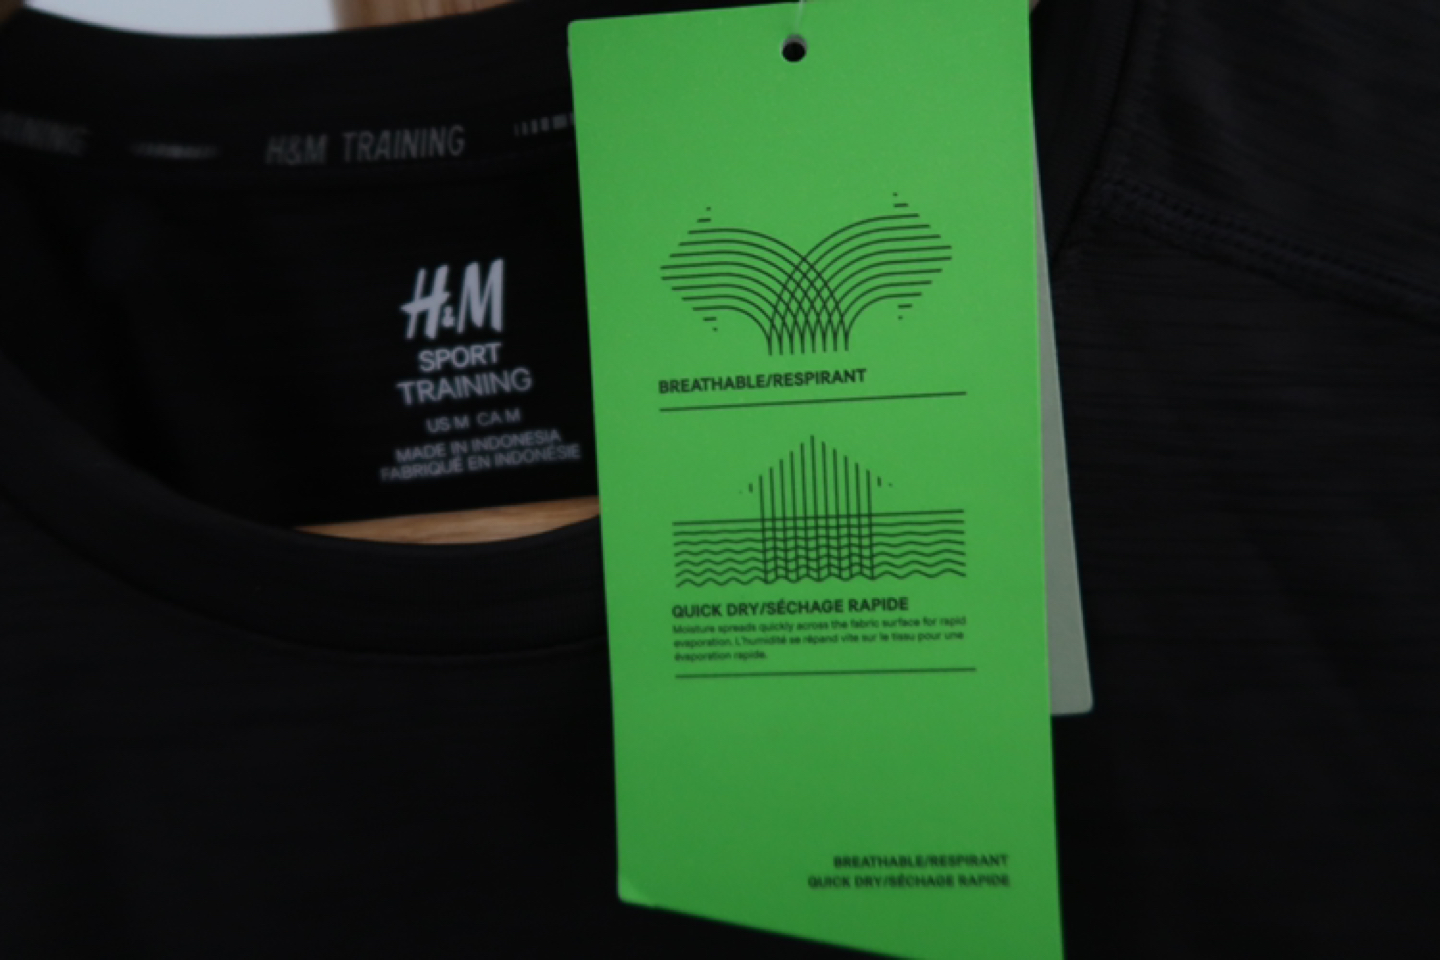 H&M TRAINING
H&M
SPORT
TRAINING
US M CA M
MADE IN INDONESIA
FABRIQUÉ EN INDONÉSIE
BREATHABLE/RESPIRANT
QUICK DRY/SÉCHAGE RAPIDE
Moisture spreads quickly across the fabric surface for rapid
evaporation. L'humidité se répand vite sur le tissu pour une
évaporation rapide.
BREATHABLE/RESPIRANT
QUICK DRY/SÉCHAGE RAPIDE